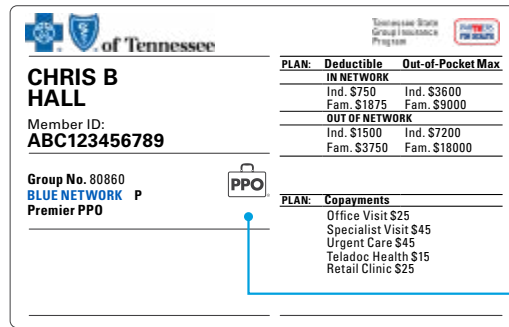 of Tennessee
Tennessee State
Group Insurance
Program
PARTNERS
FOR HEALTH
CHRIS B
HALL
Member ID:
ABC123456789
Group No. 80860
BLUE NETWORK P
Premier PPO
PPO
PLAN: Deductible Out-of-Pocket Max
IN NETWORK
Ind. $750 Ind. $3600
Fam. $1875 Fam. $9000
OUT OF NETWORK
Ind. $1500 Ind. $7200
Fam. $3750 Fam. $18000
PLAN: Copayments
Office Visit $25
Specialist Visit $45
Urgent Care $45
Teladoc Health $15
Retail Clinic $25